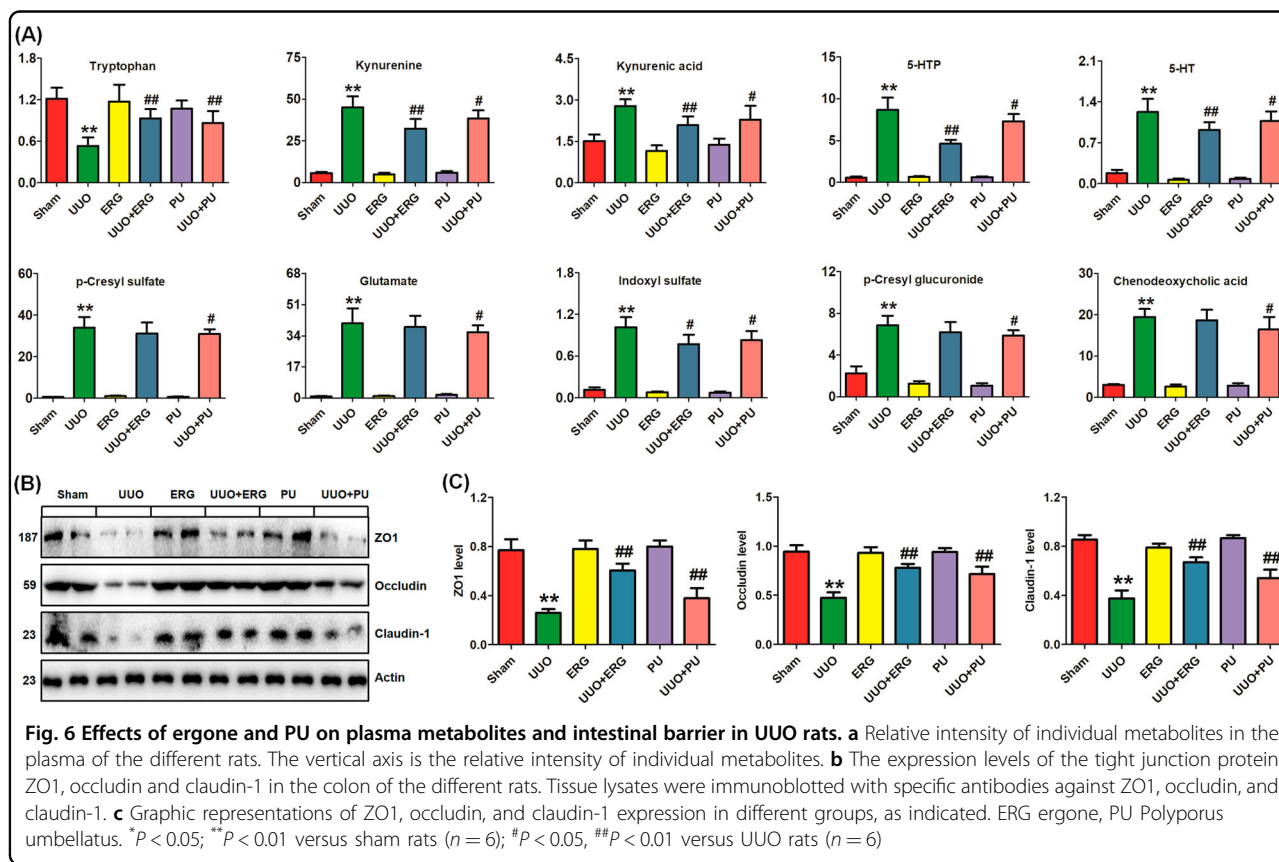 (A)
Tryptophan
1.8
1.2
0.6
0.0
**
##
##
Sham
UUO
ERG
UUO+ERG
PU
UUO+PU
Kynurenine
75
50
25
0
**
##
#
Sham
UUO
ERG
UUO+ERG
PU
UUO+PU
Kynurenic acid
4.5
3.0
1.5
0.0
**
##
#
Sham
UUO
ERG
UUO+ERG
PU
UUO+PU
5-HTP
15
10
5
0
**
##
#
Sham
UUO
ERG
UUO+ERG
PU
UUO+PU
5-HT
2.1
1.4
0.7
0.0
**
##
#
Sham
UUO
ERG
UUO+ERG
PU
UUO+PU
p-Cresyl sulfate
60
40
20
0
**
#
Sham
UUO
ERG
UUO+ERG
PU
UUO+PU
Glutamate
68
51
34
17
0
**
#
Sham
UUO
ERG
UUO+ERG
PU
UUO+PU
Indoxyl sulfate
1.8
1.2
0.6
0.0
**
#
#
Sham
UUO
ERG
UUO+ERG
PU
UUO+PU
p-Cresyl glucuronide
12
9
6
3
0
**
#
Sham
UUO
ERG
UUO+ERG
PU
UUO+PU
Chenodeoxycholic acid
30
20
10
0
**
#
Sham
UUO
ERG
UUO+ERG
PU
UUO+PU
(B)
Sham UUO ERG UUO+ERG PU UUO+PU
187 ZO1
59 Occludin
23 Claudin-1
23 Actin
(C)
ZO1 level
1.2
0.8
0.4
0.0
**
##
##
Sham
UUO
ERG
UUO+ERG
PU
UUO+PU
Occludin level
1.5
1.0
0.5
0.0
**
##
##
Sham
UUO
ERG
UUO+ERG
PU
UUO+PU
Claudin-1 level
1.2
0.8
0.4
0.0
**
##
##
Sham
UUO
ERG
UUO+ERG
PU
UUO+PU
Fig. 6 Effects of ergone and PU on plasma metabolites and intestinal barrier in UUO rats. a Relative intensity of individual metabolites in the
plasma of the different rats. The vertical axis is the relative intensity of individual metabolites. b The expression levels of the tight junction protein
ZO1, occludin and claudin-1 in the colon of the different rats. Tissue lysates were immunoblotted with specific antibodies against ZO1, occludin, and
claudin-1. c Graphic representations of ZO1, occludin, and claudin-1 expression in different groups, as indicated. ERG ergone, PU Polyporus
umbellatus. *P < 0.05; **P < 0.01 versus sham rats (n = 6); #P < 0.05, ##P < 0.01 versus UUO rats (n = 6)